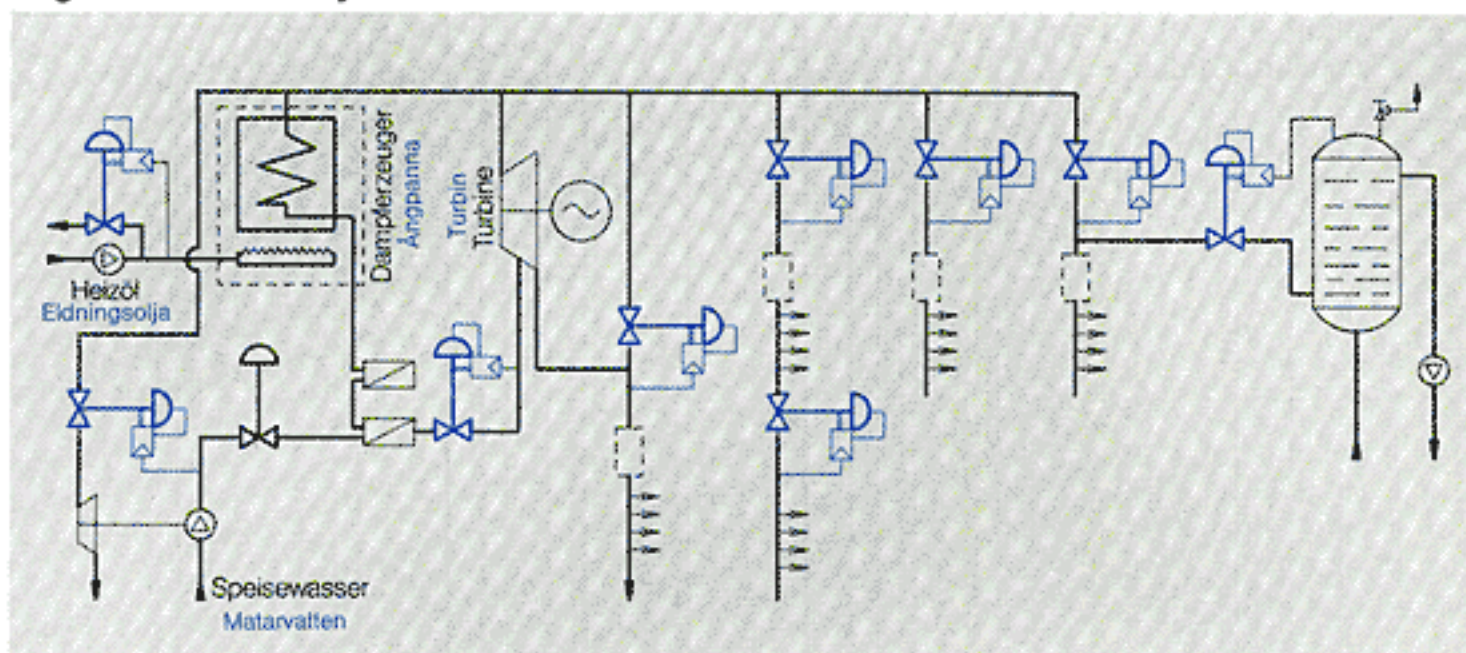 Dampferzeuger
Ångpanna
Turbin
Turbine
Heizöl
Eldningsolja
Speisewasser
Matarvatten